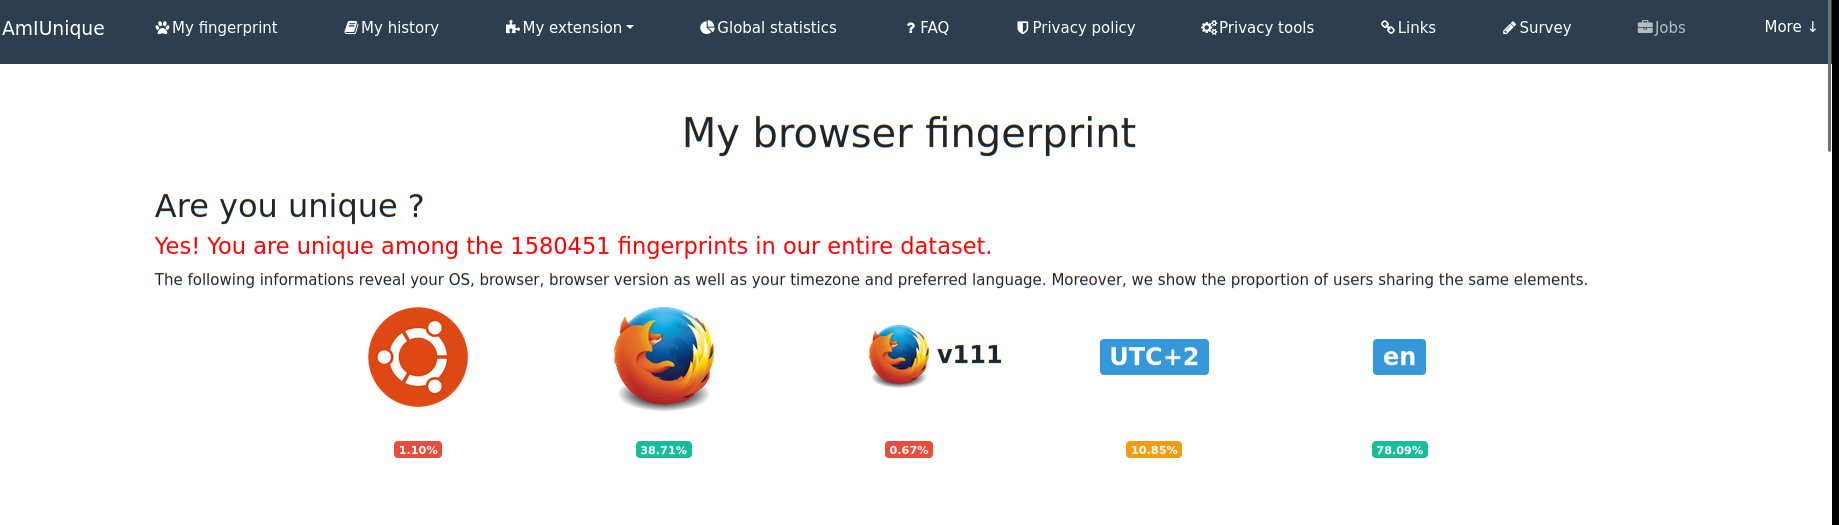 AmIUnique My fingerprint My history My extension Global statistics ? FAQ Privacy policy Privacy tools Links Survey Jobs More ↓
My browser fingerprint
Are you unique ?
Yes! You are unique among the 1580451 fingerprints in our entire dataset.
The following informations reveal your OS, browser, browser version as well as your timezone and preferred language. Moreover, we show the proportion of users sharing the same elements.
v111 UTC+2 en
1.10% 38.71% 0.67% 10.85% 78.09%